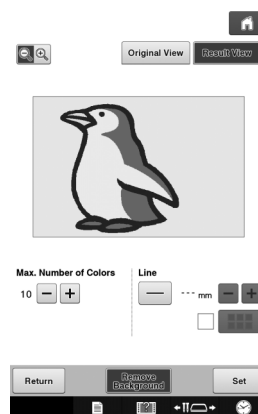 Original View
Result View
Max. Number of Colors
Line
10
--- mm
Return
Remove
Background
Set